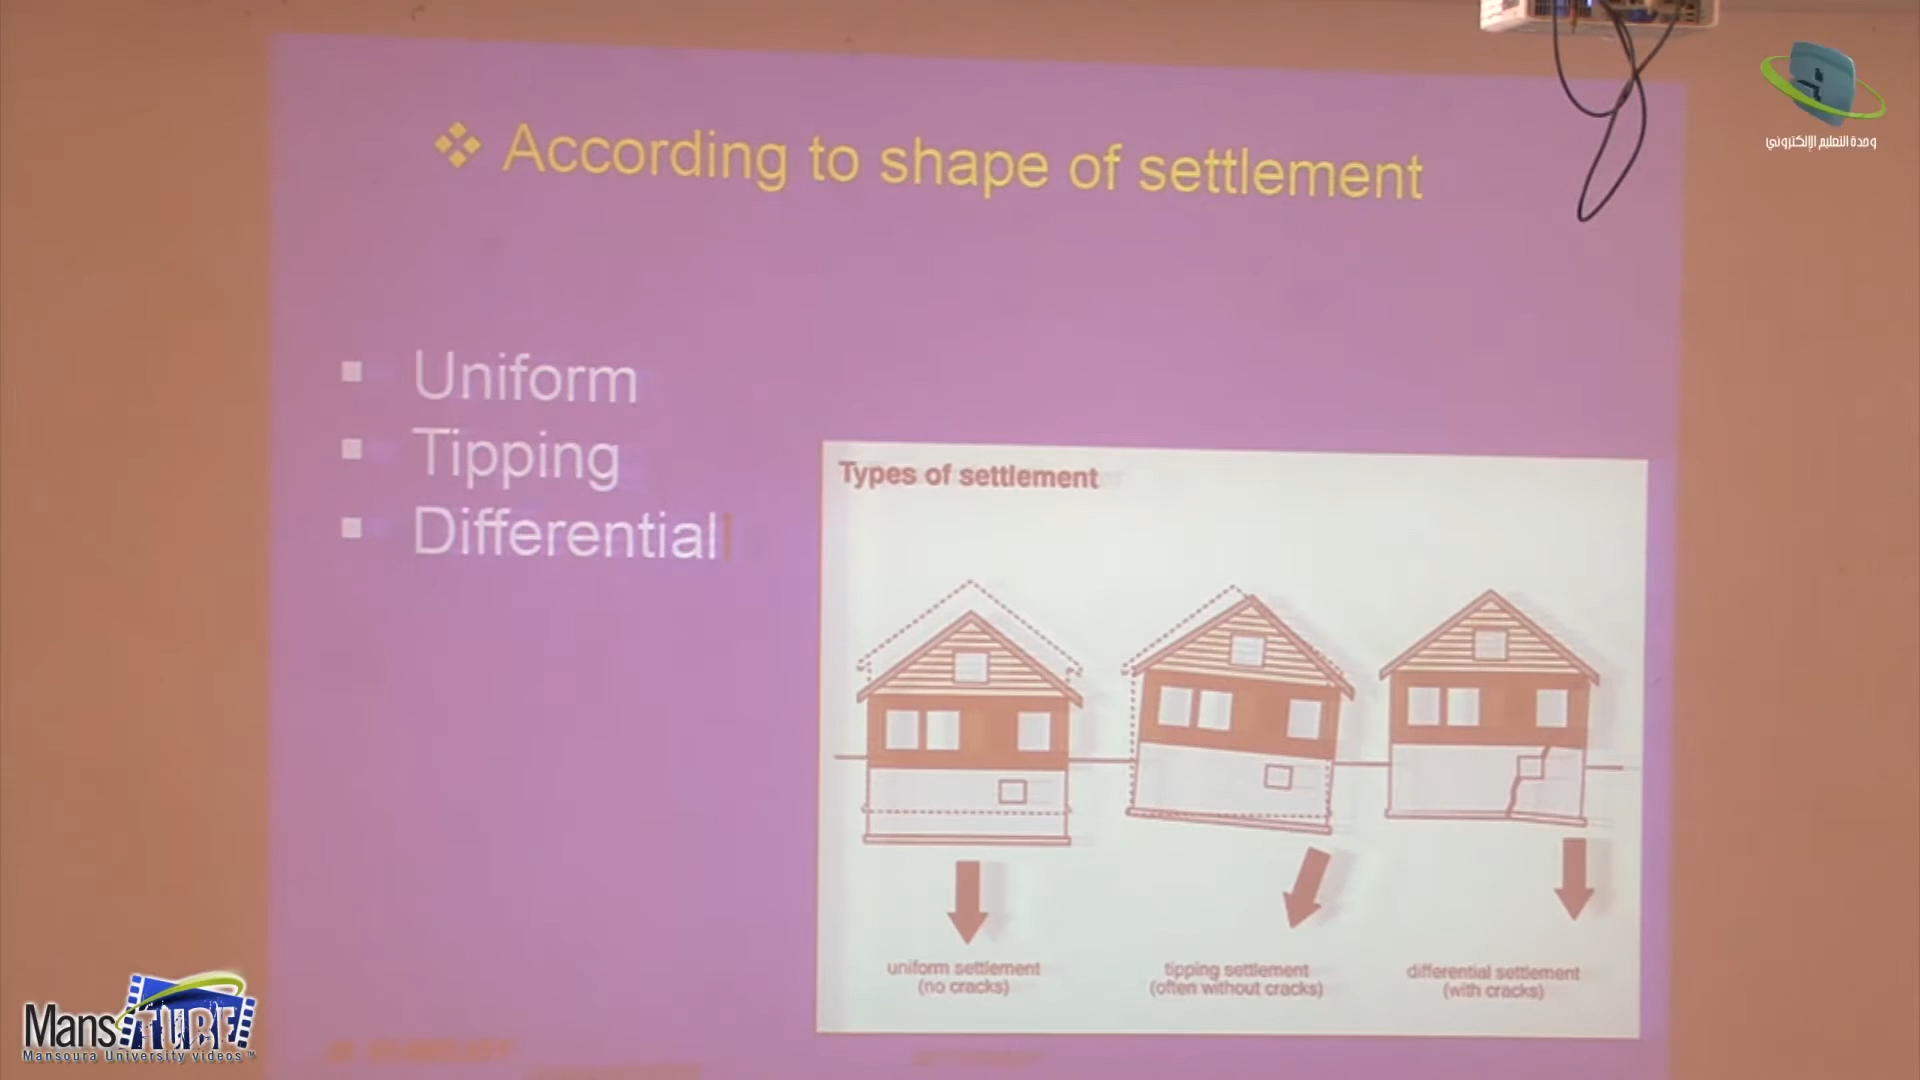 ❖ According to shape of settlement
▪ Uniform
▪ Tipping
▪ Differential
Types of settlement
uniform settlement
(no cracks)
tipping settlement
(often without cracks)
differential settlement
(with cracks)
وحدة التعليم الإلكتروني
Mans TUBE
Mansoura University videos™